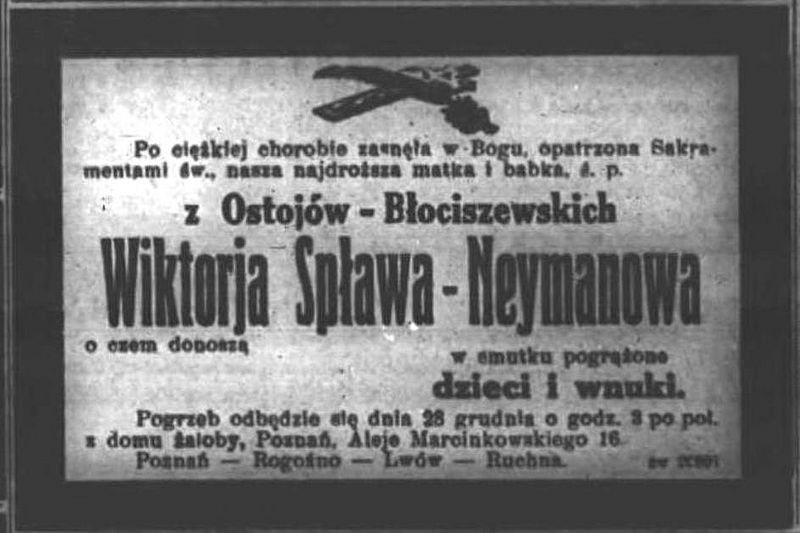 Po ciężkiej chorobie zasnęła w Bogu, opatrzona Sakra-
mentami św., nasza najdroższa matka i babka, ś. p.
z Ostojów - Błociszewskich
Wiktorja Spława - Neymanowa
o czem donoszą
w smutku pogrążone
dzieci i wnuki.
Pogrzeb odbędzie się dnia 28 grudnia o godz. 3 po poł.
z domu żałoby, Poznań, Aleje Marcinkowskiego 16
Poznań — Rogoźno — Lwów — Ruchna.